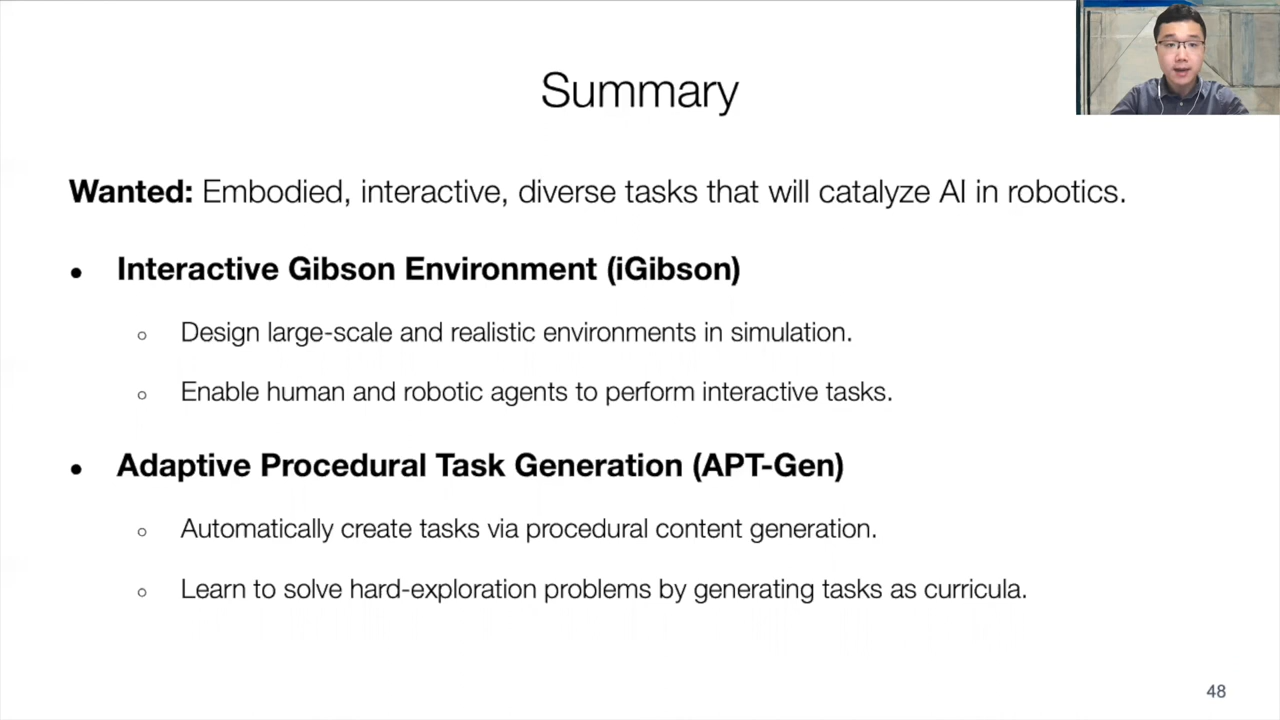 Summary
Wanted: Embodied, interactive, diverse tasks that will catalyze AI in robotics.
● Interactive Gibson Environment (iGibson)
○ Design large-scale and realistic environments in simulation.
○ Enable human and robotic agents to perform interactive tasks.
● Adaptive Procedural Task Generation (APT-Gen)
○ Automatically create tasks via procedural content generation.
○ Learn to solve hard-exploration problems by generating tasks as curricula.
48